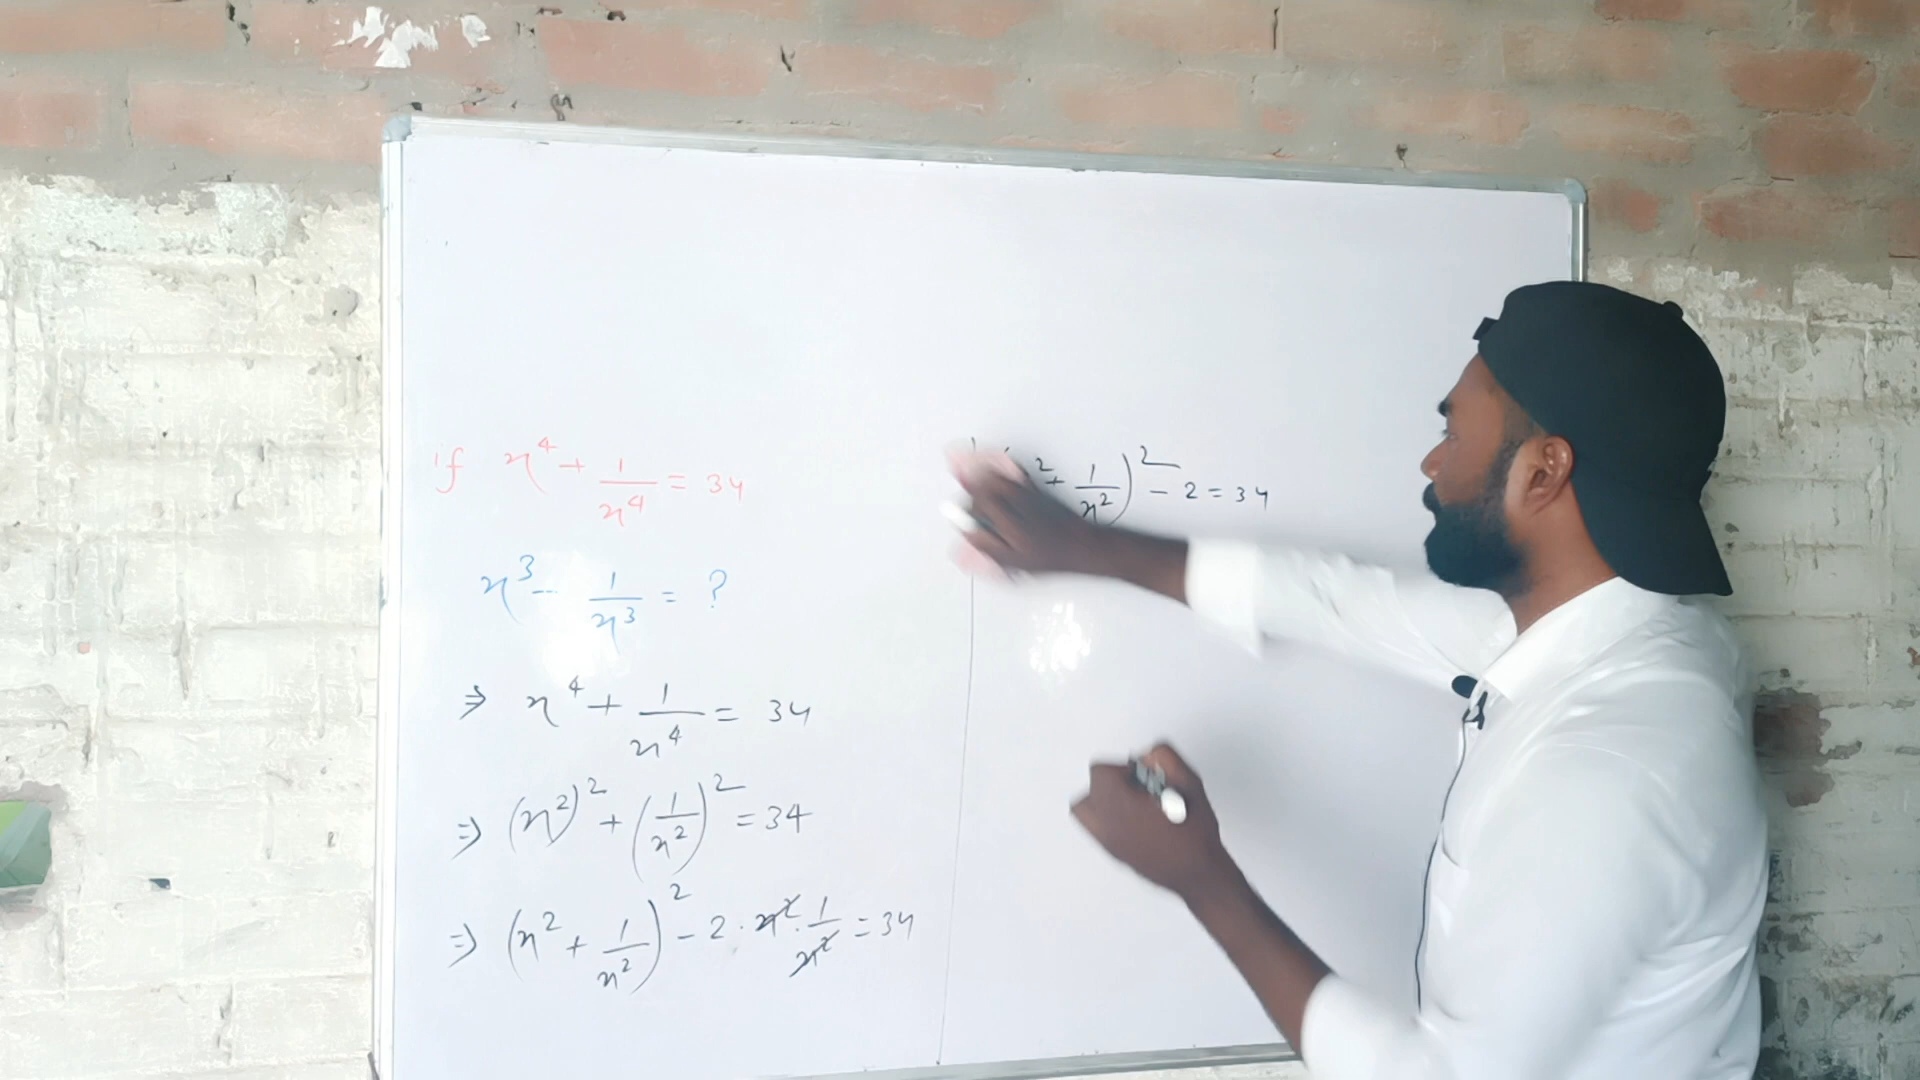 if x⁴ + 1/x⁴ = 34
x³ - 1/x³ = ?
⇒ x⁴ + 1/x⁴ = 34
⇒ (x²)² + (1/x²)² = 34
⇒ (x² + 1/x²)² - 2 · x² · 1/x² = 34
² + 1/x²)² - 2 = 34